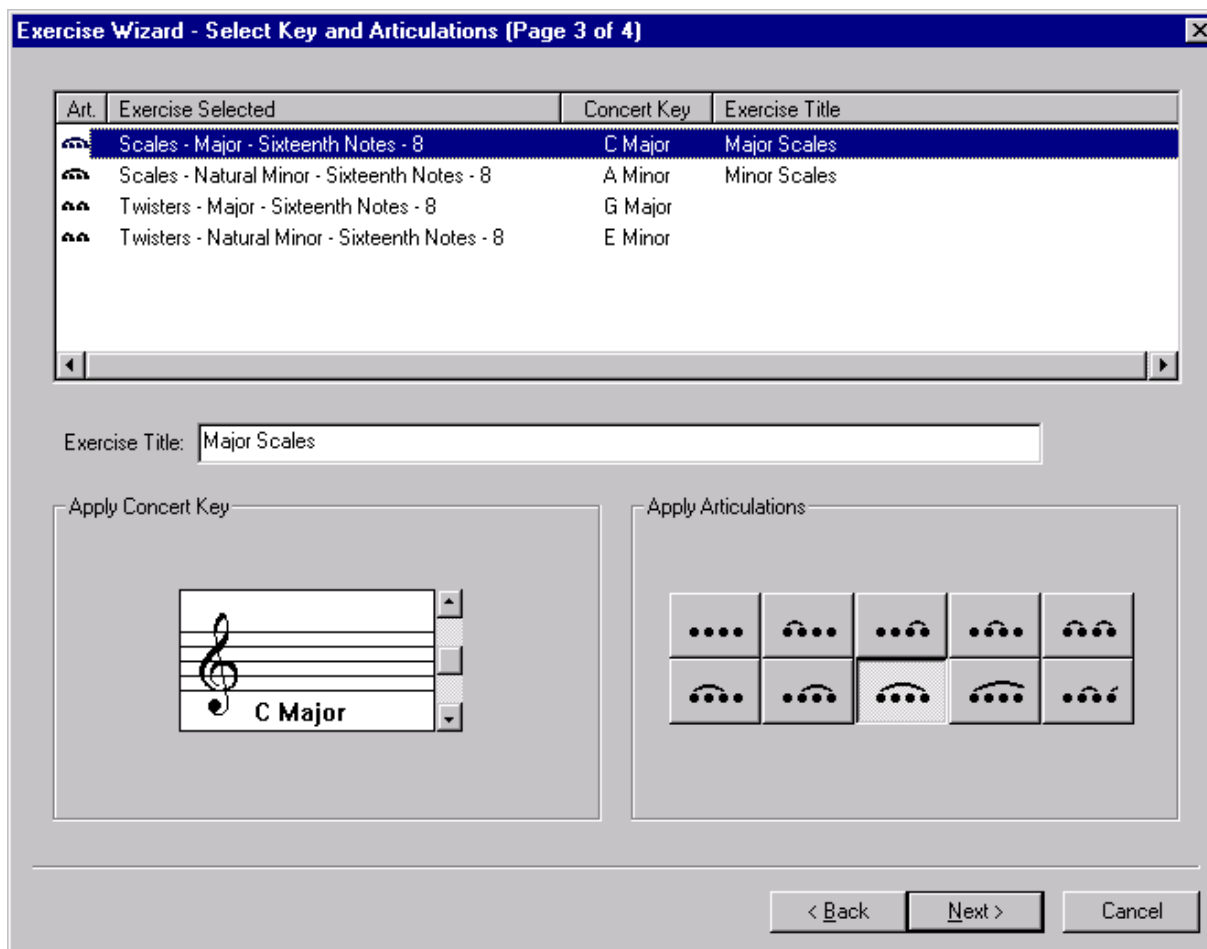 Exercise Wizard - Select Key and Articulations (Page 3 of 4)
Art. Exercise Selected Concert Key Exercise Title
Scales - Major - Sixteenth Notes - 8 C Major Major Scales
Scales - Natural Minor - Sixteenth Notes - 8 A Minor Minor Scales
Twisters - Major - Sixteenth Notes - 8 G Major
Twisters - Natural Minor - Sixteenth Notes - 8 E Minor
Exercise Title: Major Scales
Apply Concert Key Apply Articulations
C Major
< Back Next > Cancel